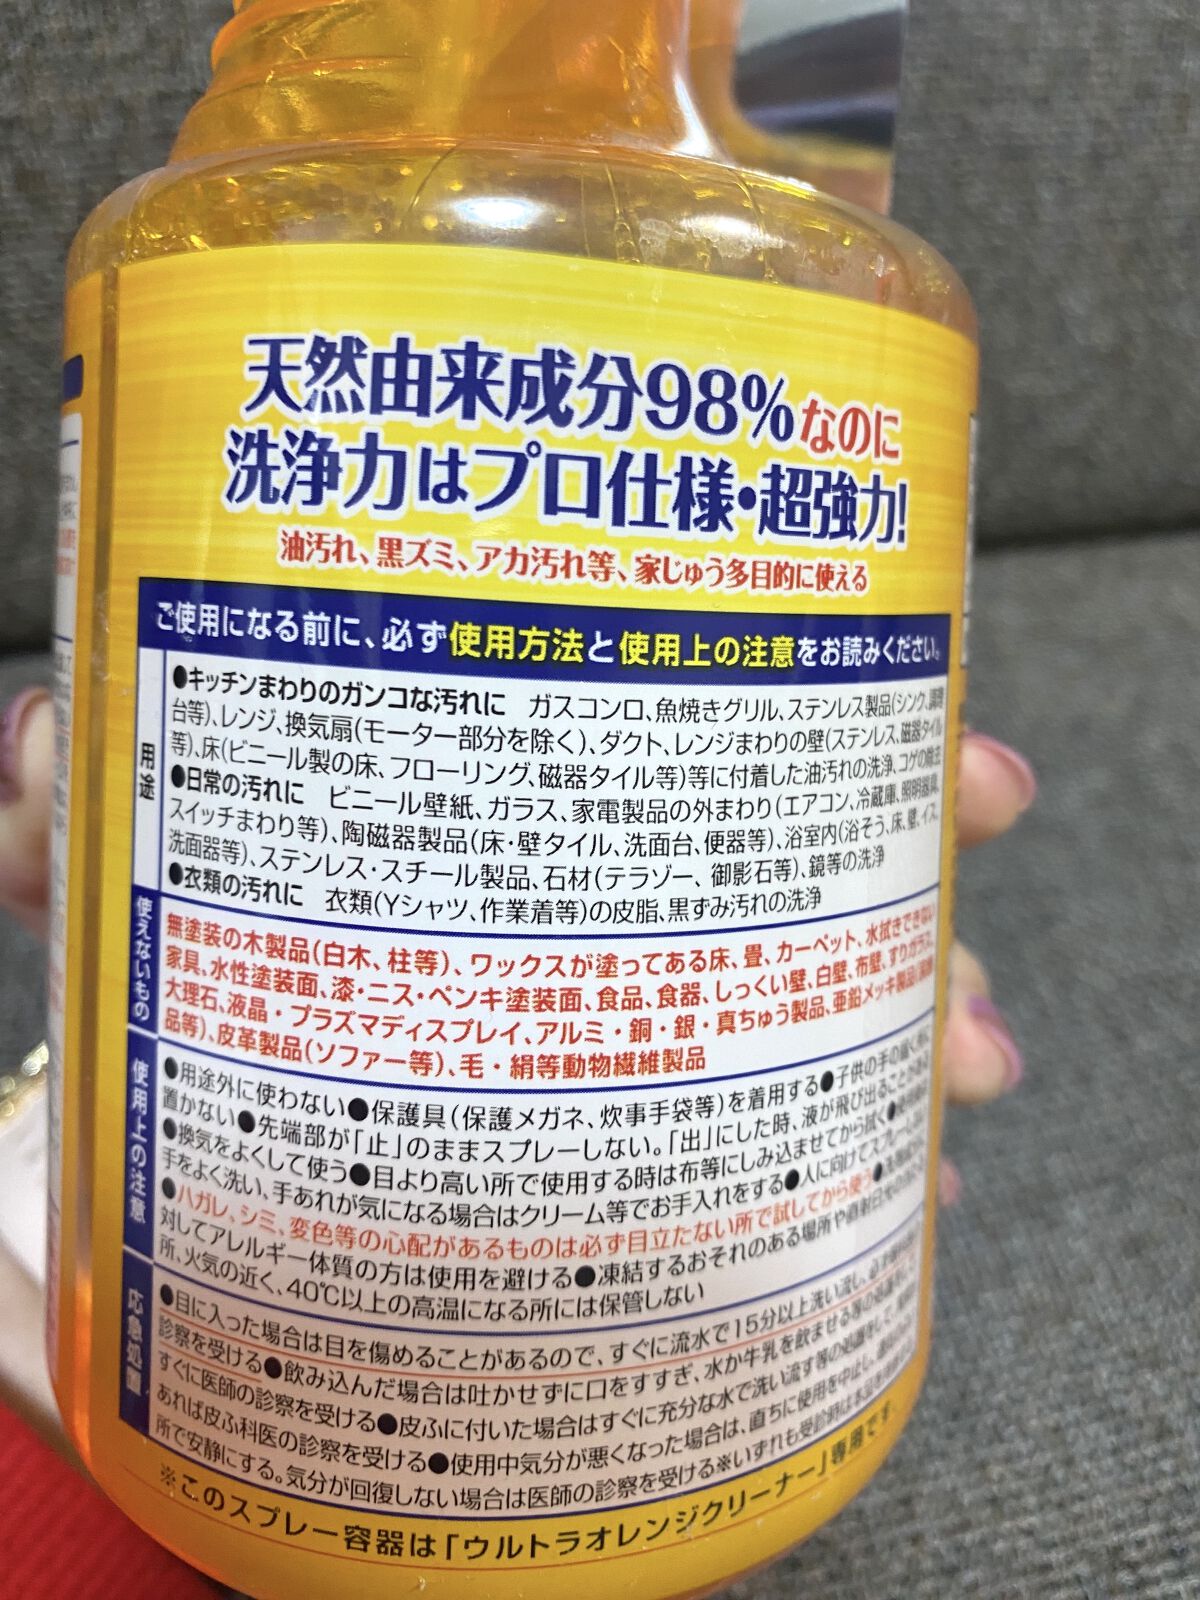 天然由来成分98%なのに
洗浄力はプロ仕様・超強力!
油汚れ、黒ズミ、アカ汚れ等、家じゅう多目的に使える
ご使用になる前に、必ず使用方法と使用上の注意をお読みください。
用途
●キッチンまわりのガンコな汚れに ガスコンロ、魚焼きグリル、ステンレス製品(シンク、調理
台等)、レンジ、換気扇(モーター部分を除く)、ダクト、レンジまわりの壁(ステンレス、磁器タイル
等)、床(ビニール製の床、フローリング、磁器タイル等)等に付着した油汚れの洗浄、コゲの除去
●日常の汚れに ビニール壁紙、ガラス、家電製品の外まわり(エアコン、冷蔵庫、照明器具、
スイッチまわり等)、陶磁器製品(床・壁タイル、洗面台、便器等)、浴室内(浴そう、床、壁、イス、
洗面器等)、ステンレス・スチール製品、石材(テラゾー、御影石等)、鏡等の洗浄
●衣類の汚れに 衣類(Yシャツ、作業着等)の皮脂、黒ずみ汚れの洗浄
使えないもの
無塗装の木製品(白木、柱等)、ワックスが塗ってある床、畳、カーペット、水拭きできない
家具、水性塗装面、漆・ニス・ペンキ塗装面、食品、食器、しっくい壁、白壁、布壁、すりガラス、
大理石、液晶・プラズマディスプレイ、アルミ・銅・銀・真ちゅう製品、亜鉛メッキ製品
品等)、皮革製品(ソファー等)、毛・絹等動物繊維製品
使用上の注意
●用途外に使わない●保護具(保護メガネ、炊事手袋等)を着用する●子供の手の届く所に
置かない●先端部が「止」のままスプレーしない。「出」にした時、液が飛び出ることがある
●換気をよくして使う●目より高い所で使用する時は布等にしみ込ませてから拭く
手をよく洗い、手あれが気になる場合はクリーム等でお手入れをする●人に向けてスプレーしない
●ハガレ、シミ、変色等の心配があるものは必ず目立たない所で試してから使う
対してアレルギー体質の方は使用を避ける●凍結するおそれのある場所や直射日光の
所、火気の近く、40℃以上の高温になる所には保管しない
応急処置
●目に入った場合は目を傷めることがあるので、すぐに流水で15分以上洗い流し、
診察を受ける●飲み込んだ場合は吐かせずに口をすすぎ、水か牛乳を飲ませる等の処置をして、
すぐに医師の診察を受ける●皮ふに付いた場合はすぐに充分な水で洗い流す等の処置をして、
あれば皮ふ科医の診察を受ける●使用中気分が悪くなった場合は、直ちに使用を中止し、
所で安静にする。気分が回復しない場合は医師の診察を受ける※いずれも受診時は本品を
※このスプレー容器は「ウルトラオレンジクリーナー」専用です。